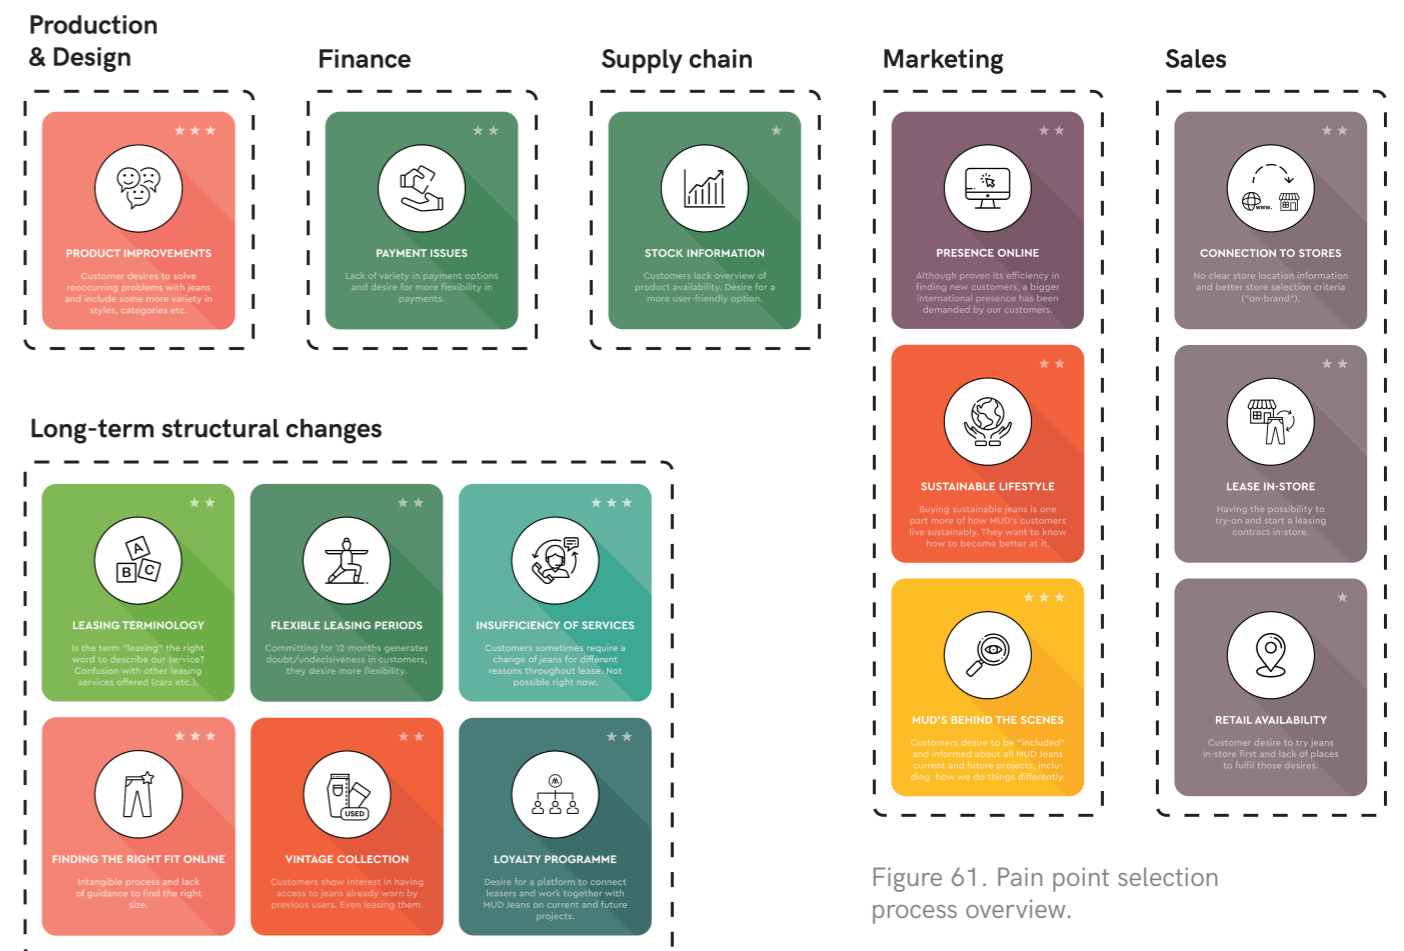 Production
& Design
PRODUCT IMPROVEMENTS
Customer desires to solve
reoccurring problems with jeans
and include some more variety in
styles, categories etc.
Finance
PAYMENT ISSUES
Lack of variety in payment options
and desire for more flexibility in
payments.
Supply chain
STOCK INFORMATION
Customers lack overview of
product availability. Desire for a
more user-friendly option.
Marketing
PRESENCE ONLINE
Although proven its efficiency in
finding new customers, a bigger
international presence has been
demanded by our customers.
SUSTAINABLE LIFESTYLE
Buying sustainable jeans is one
part more of how MUD's customers
live sustainably. They want to know
how to become better at it.
MUD'S BEHIND THE SCENES
Customers desire to be "included"
and informed about all MUD Jeans
current and future projects, inclu-
ding how we do things differently.
Sales
www.
CONNECTION TO STORES
No clear store location information
and better store selection criteria
("on-brand").
LEASE IN-STORE
Having the possibility to
try-on and start a leasing
contract in-store.
RETAIL AVAILABILITY
Customer desire to try jeans
in-store first and lack of places
to fulfil those desires.
Long-term structural changes
A
B C
LEASING TERMINOLOGY
Is the term "leasing" the right
word to describe our service?
Confusion with other leasing
services offered (cars etc.).
FLEXIBLE LEASING PERIODS
Committing for 12-months generates
doubt/undecisiveness in customers,
they desire more flexibility.
INSUFFICIENCY OF SERVICES
Customers sometimes require a
change of jeans for different
reasons throughout lease. Not
possible right now.
FINDING THE RIGHT FIT ONLINE
Intangible process and lack
of guidance to find the right
size.
USED
VINTAGE COLLECTION
Customers show interest in having
access to jeans already worn by
previous users. Even leasing them.
LOYALTY PROGRAMME
Desire for a platform to connect
leasers and work together with
MUD Jeans on current and future
projects.
Figure 61. Pain point selection
process overview.